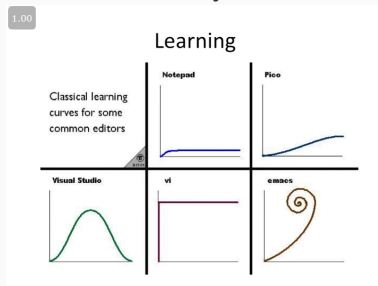 1.00
Learning
Classical learning
curves for some
common editors
Notepad
Pico
Visual Studio
vi
emacs